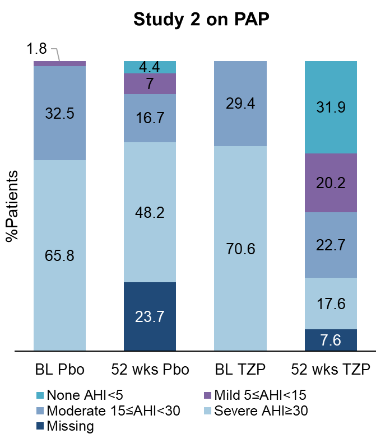 Study 2 on PAP
%Patients
1.8
32.5
65.8
4.4
7
16.7
48.2
23.7
29.4
70.6
31.9
20.2
22.7
17.6
7.6
BL Pbo 52 wks Pbo BL TZP 52 wks TZP
None AHI<5 Mild 5≤AHI<15
Moderate 15≤AHI<30 Severe AHI≥30
Missing